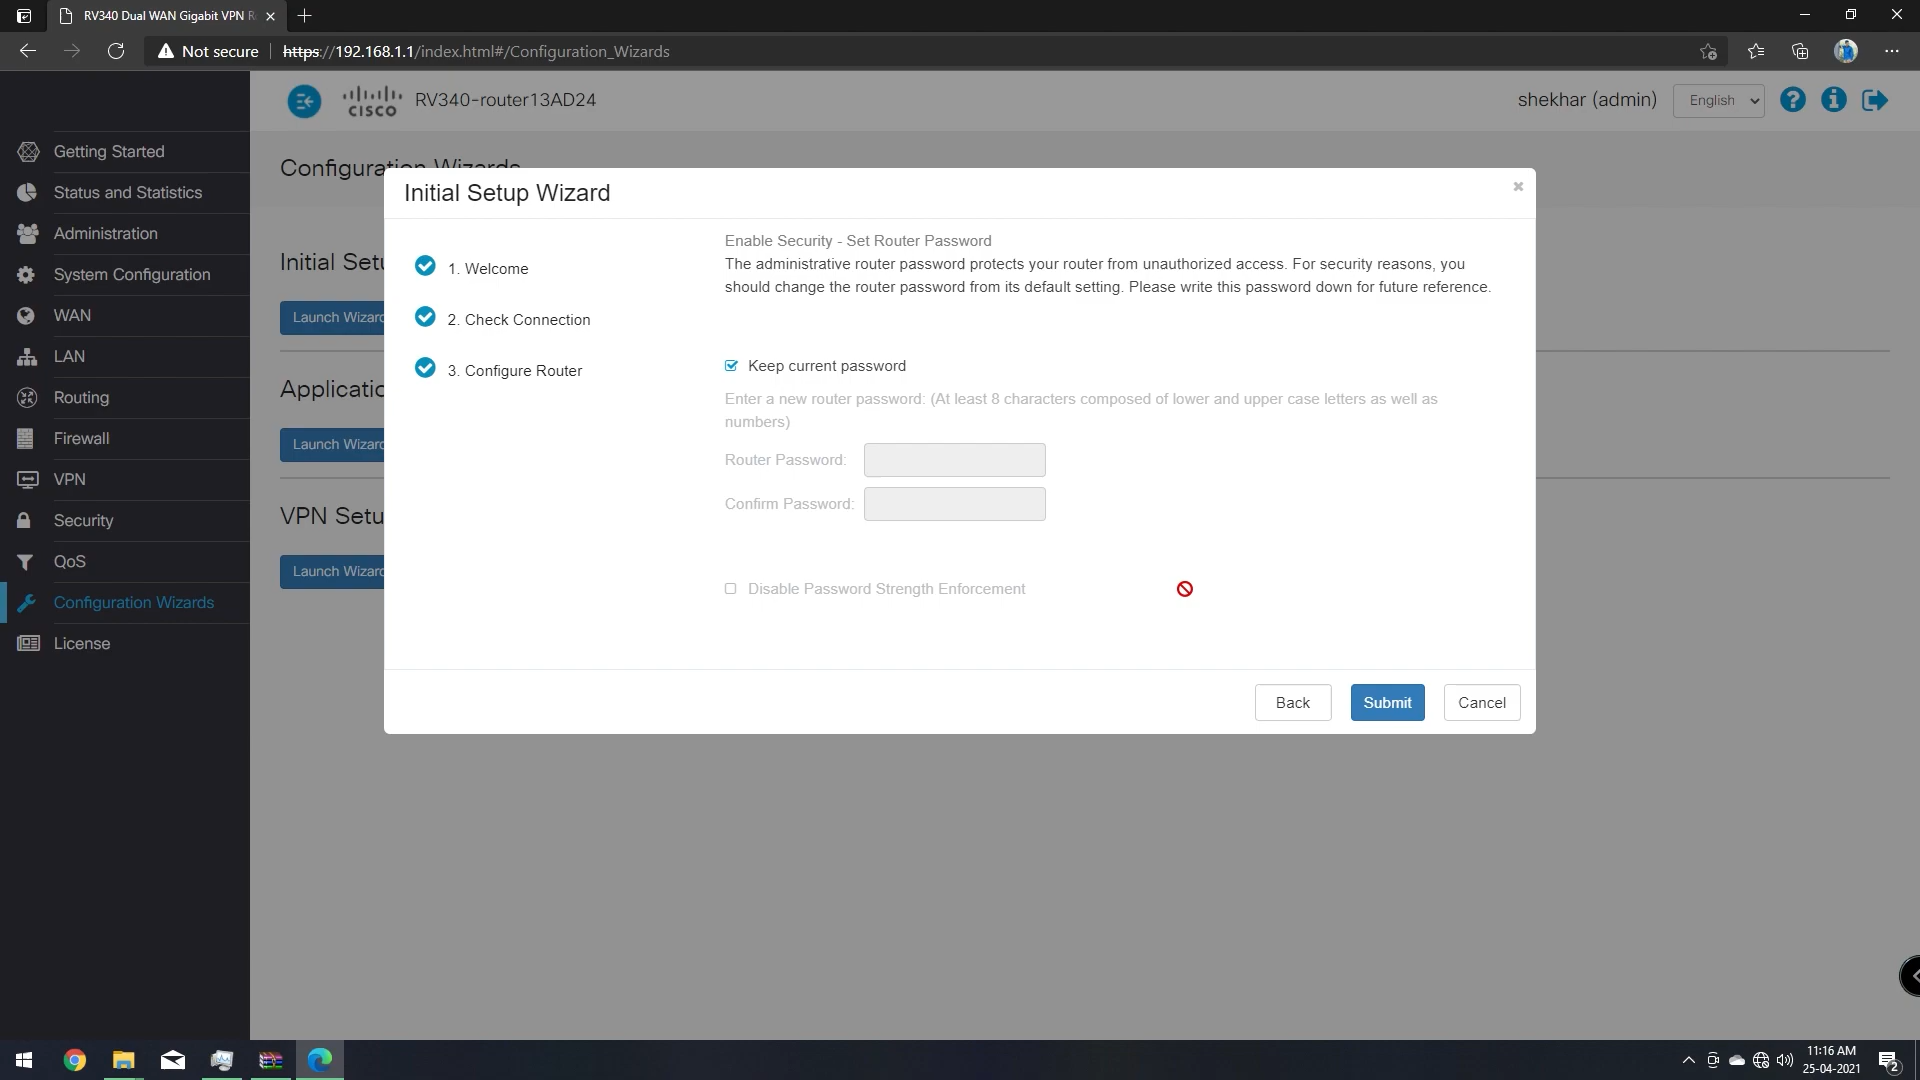 RV340 Dual WAN Gigabit VPN R
Not secure
https://192.168.1.1/index.html#/Configuration_Wizards
CISCO
RV340-router13AD24
shekhar (admin)
English
Getting Started
Status and Statistics
Administration
System Configuration
WAN
LAN
Routing
Firewall
VPN
Security
QoS
Configuration Wizards
License
Configuration Wizards
Initial Setu
Launch Wizard
Applicatio
Launch Wizard
VPN Setu
Launch Wizard
Initial Setup Wizard
1. Welcome
2. Check Connection
3. Configure Router
Enable Security - Set Router Password
The administrative router password protects your router from unauthorized access. For security reasons, you
should change the router password from its default setting. Please write this password down for future reference.
Keep current password
Enter a new router password: (At least 8 characters composed of lower and upper case letters as well as
numbers)
Router Password:
Confirm Password:
Disable Password Strength Enforcement
Back
Submit
Cancel
11:16 AM
25-04-2021
2